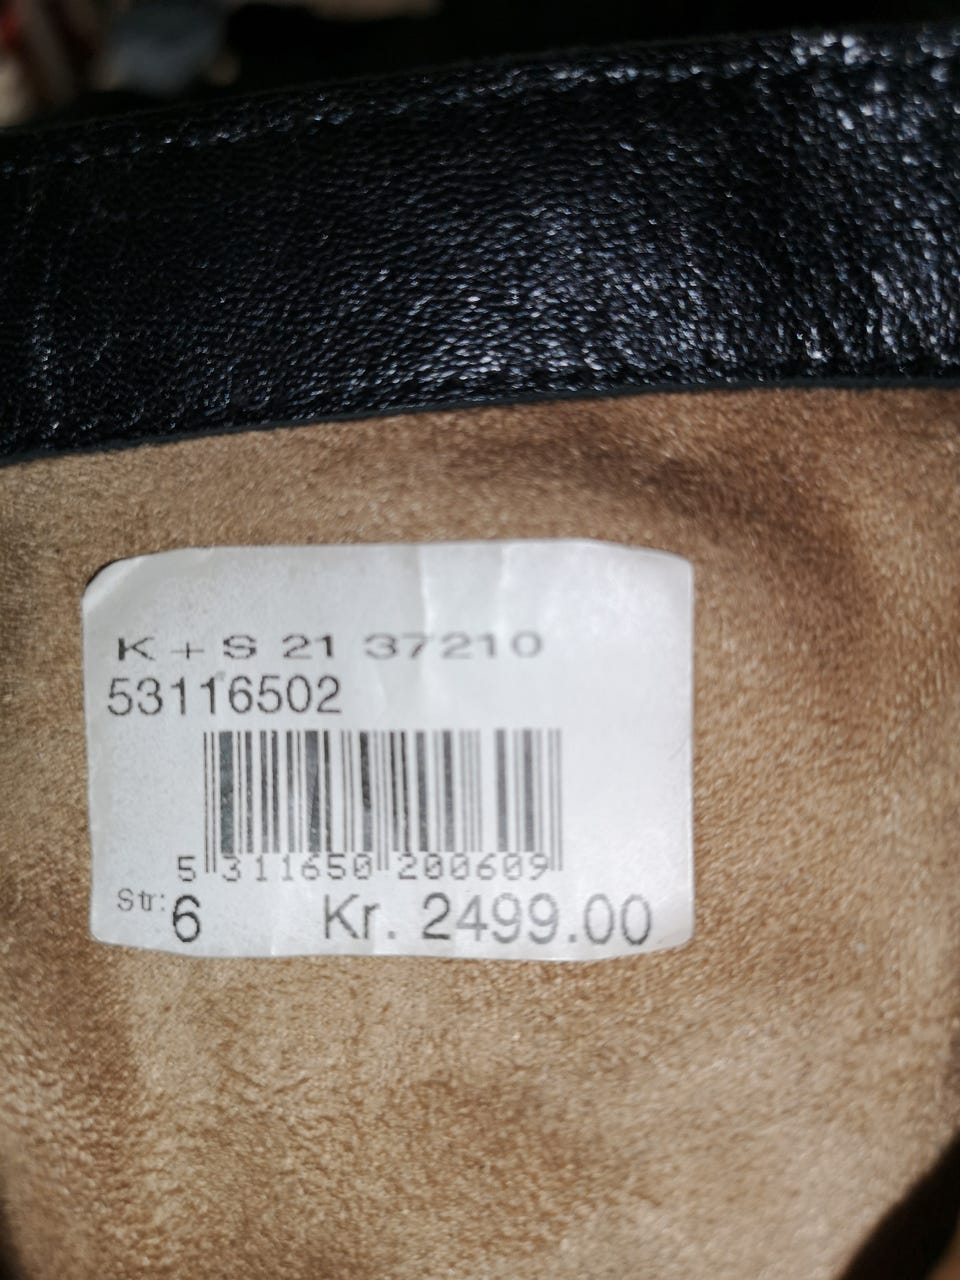 K + S 21 37210
53116502
5 311650 200609
Str: 6 Kr. 2499.00